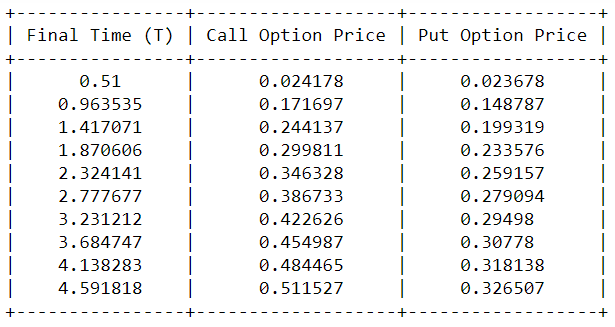 | Final Time (T) | Call Option Price | Put Option Price |
| 0.51 | 0.024178 | 0.023678 |
| 0.963535 | 0.171697 | 0.148787 |
| 1.417071 | 0.244137 | 0.199319 |
| 1.870606 | 0.299811 | 0.233576 |
| 2.324141 | 0.346328 | 0.259157 |
| 2.777677 | 0.386733 | 0.279094 |
| 3.231212 | 0.422626 | 0.29498 |
| 3.684747 | 0.454987 | 0.30778 |
| 4.138283 | 0.484465 | 0.318138 |
| 4.591818 | 0.511527 | 0.326507 |